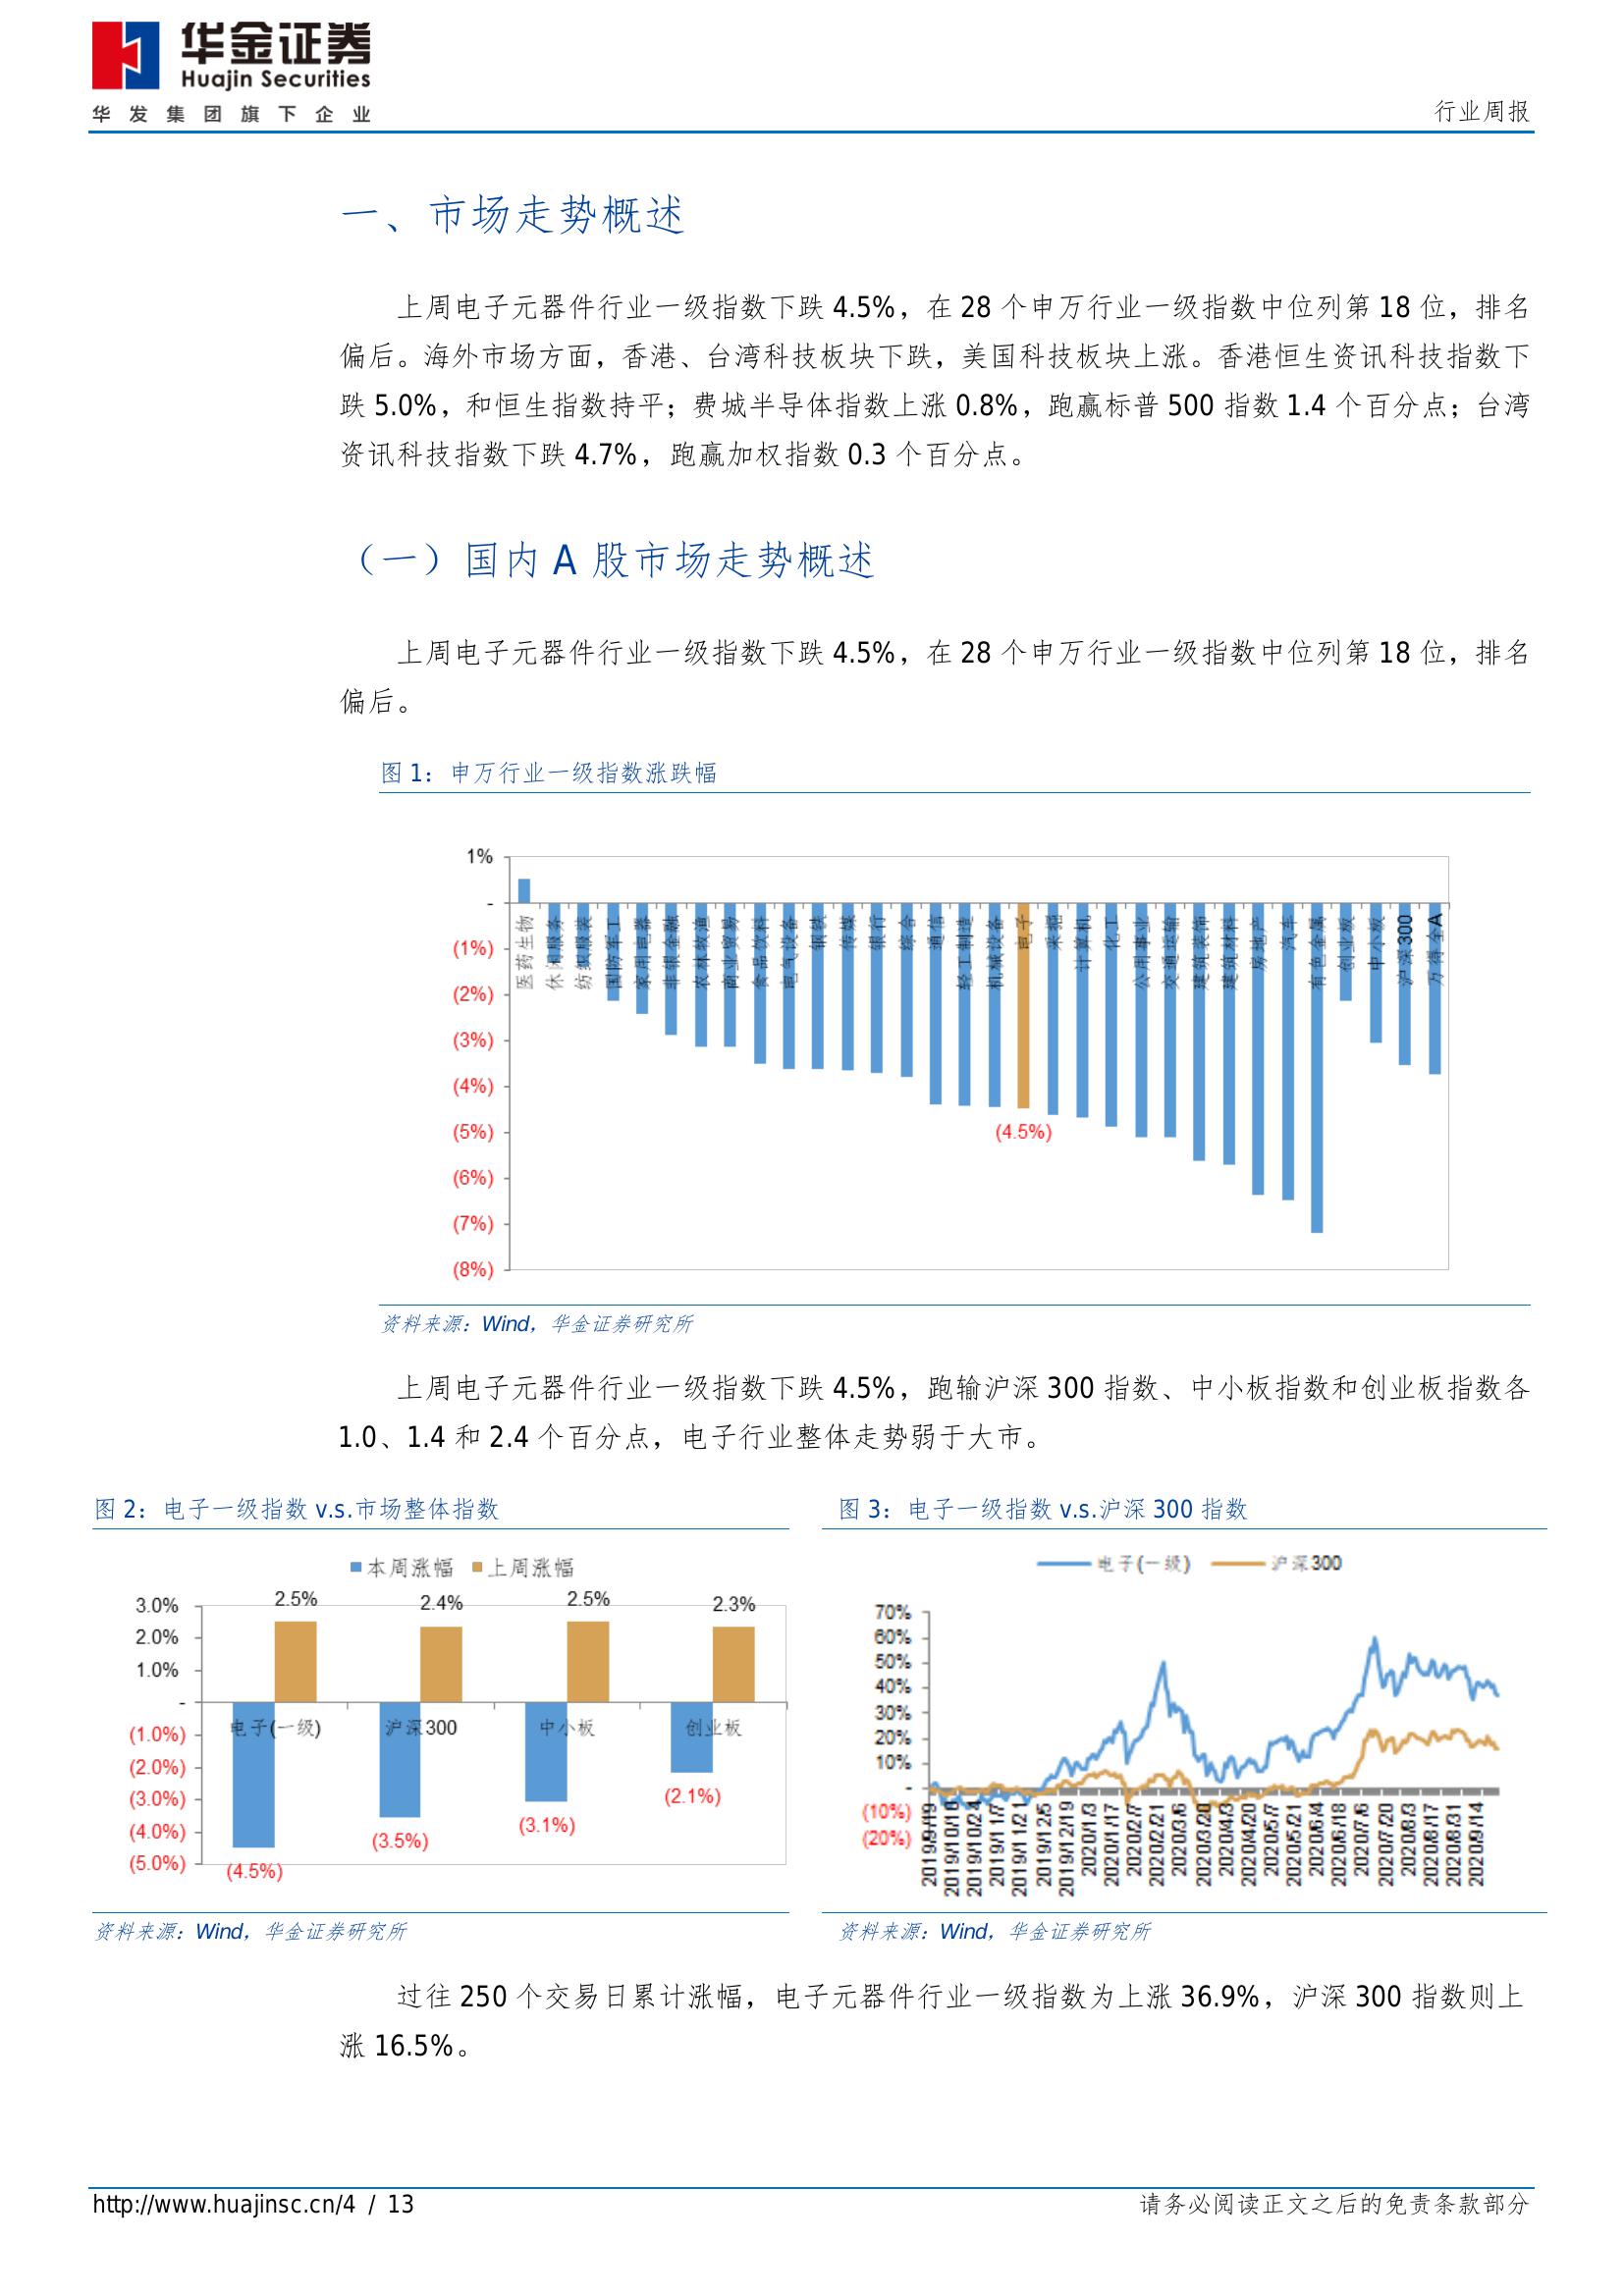 华金证券
Huajin Securities
华发集团旗下企业
行业周报
一、市场走势概述
上周电子元器件行业一级指数下跌 4.5%，在 28 个申万行业一级指数中位列第 18 位，排名
偏后。海外市场方面，香港、台湾科技板块下跌，美国科技板块上涨。香港恒生资讯科技指数下
跌 5.0%，和恒生指数持平；费城半导体指数上涨 0.8%，跑赢标普 500 指数 1.4 个百分点；台湾
资讯科技指数下跌 4.7%，跑赢加权指数 0.3 个百分点。
（一）国内 A 股市场走势概述
上周电子元器件行业一级指数下跌 4.5%，在 28 个申万行业一级指数中位列第 18 位，排名
偏后。
图 1：申万行业一级指数涨跌幅
1%
-
(1%)
(2%)
(3%)
(4%)
(5%)
(6%)
(7%)
(8%)
医药生物
休闲服务
纺织服装
国防军工
家用电器
非银金融
农林牧渔
商业贸易
食品饮料
电气设备
钢铁
传媒
银行
综合
通信
轻工制造
机械设备
电子
采掘
计算机
化工
公用事业
交通运输
建筑装饰
建筑材料
房地产
汽车
有色金属
创业板
中小板
沪深300
万得全A
(4.5%)
资料来源：Wind，华金证券研究所
上周电子元器件行业一级指数下跌 4.5%，跑输沪深 300 指数、中小板指数和创业板指数各
1.0、1.4 和 2.4 个百分点，电子行业整体走势弱于大市。
图 2：电子一级指数 v.s.市场整体指数
本周涨幅 上周涨幅
3.0%
2.0%
1.0%
-
(1.0%)
(2.0%)
(3.0%)
(4.0%)
(5.0%)
2.5%
2.4%
2.5%
2.3%
电子(一级)
沪深300
中小板
创业板
(4.5%)
(3.5%)
(3.1%)
(2.1%)
资料来源：Wind，华金证券研究所
图 3：电子一级指数 v.s.沪深 300 指数
电子(一级) 沪深300
70%
60%
50%
40%
30%
20%
10%
-
(10%)
(20%)
2019/9/19
2019/10/10
2019/10/24
2019/11/7
2019/11/21
2019/12/5
2019/12/19
2020/1/3
2020/1/17
2020/2/7
2020/2/21
2020/3/6
2020/3/20
2020/4/3
2020/4/20
2020/5/7
2020/5/21
2020/6/4
2020/6/18
2020/7/6
2020/7/20
2020/8/3
2020/8/17
2020/8/31
2020/9/14
资料来源：Wind，华金证券研究所
过往 250 个交易日累计涨幅，电子元器件行业一级指数为上涨 36.9%，沪深 300 指数则上
涨 16.5%。
http://www.huajinsc.cn/4 / 13
请务必阅读正文之后的免责条款部分